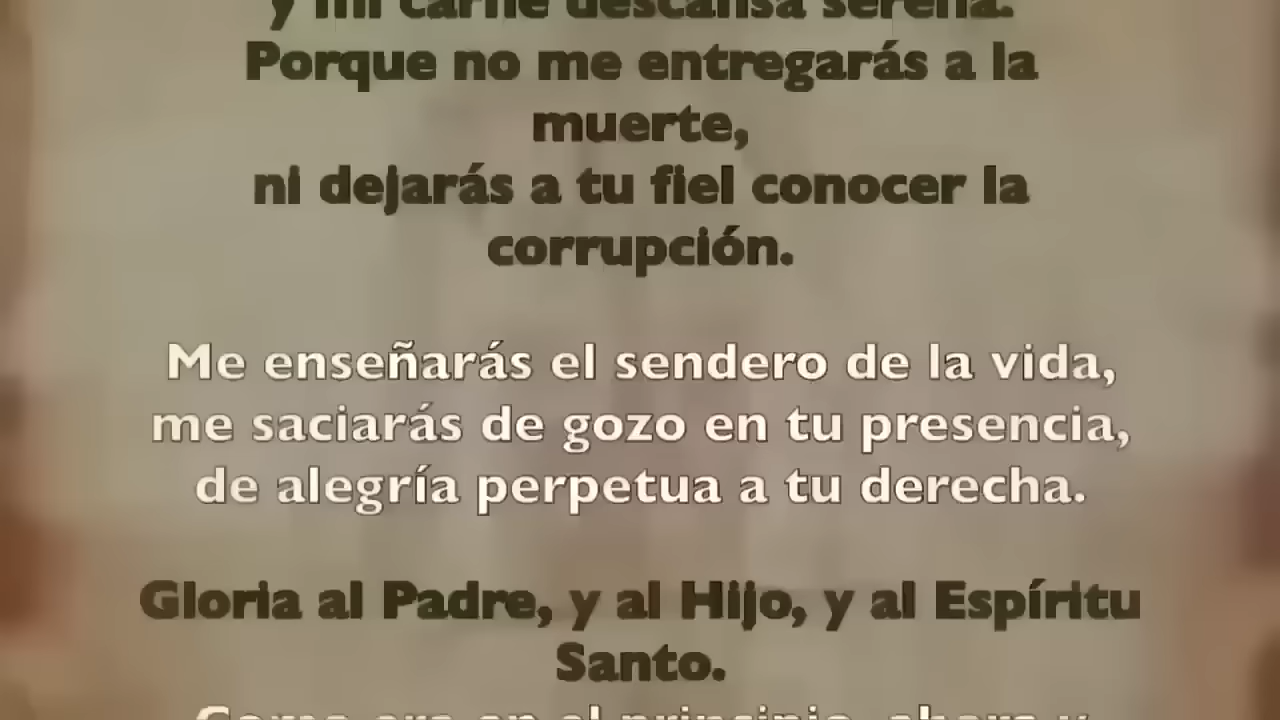 y mi carne descansa serena.
Porque no me entregarás a la
muerte,
ni dejarás a tu fiel conocer la
corrupción.
Me enseñarás el sendero de la vida,
me saciarás de gozo en tu presencia,
de alegría perpetua a tu derecha.
Gloria al Padre, y al Hijo, y al Espíritu
Santo.
Como era en el principio, ahora y